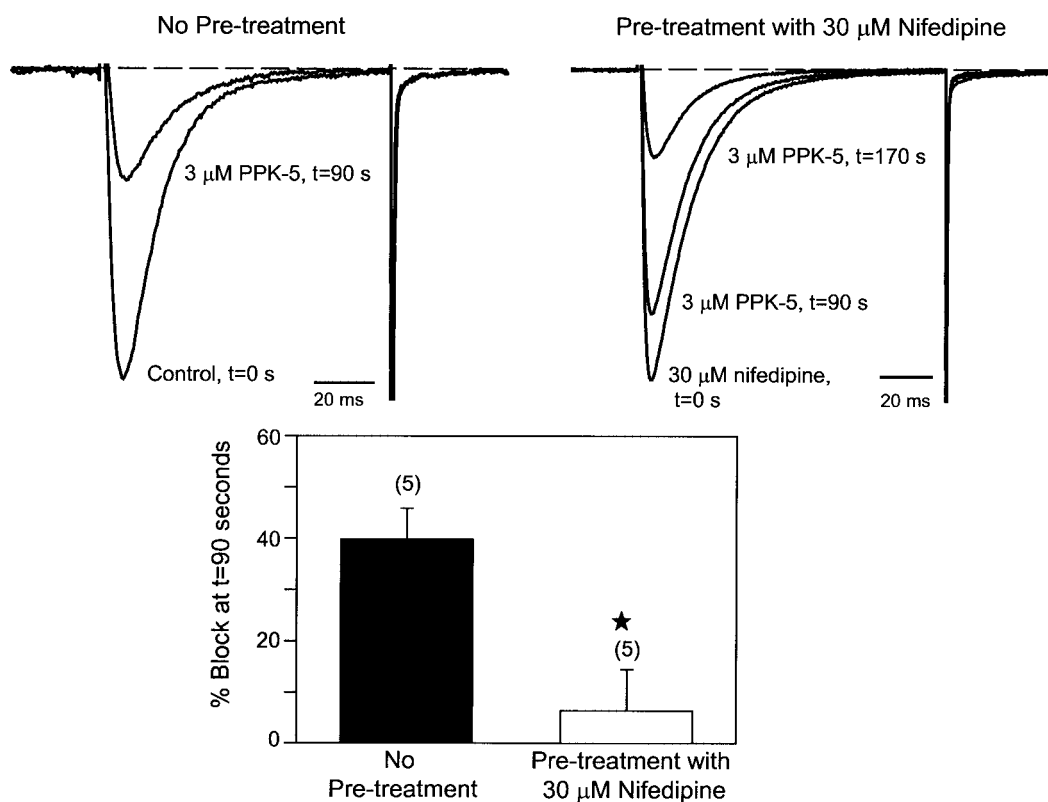 No Pre-treatment
3 μM PPK-5, t=90 s
Control, t=0 s
20 ms
Pre-treatment with 30 μM Nifedipine
3 μM PPK-5, t=170 s
3 μM PPK-5, t=90 s
30 μM nifedipine,
t=0 s
20 ms
% Block at t=90 seconds
60
40
20
0
(5)
★
(5)
No
Pre-treatment
Pre-treatment with
30 μM Nifedipine